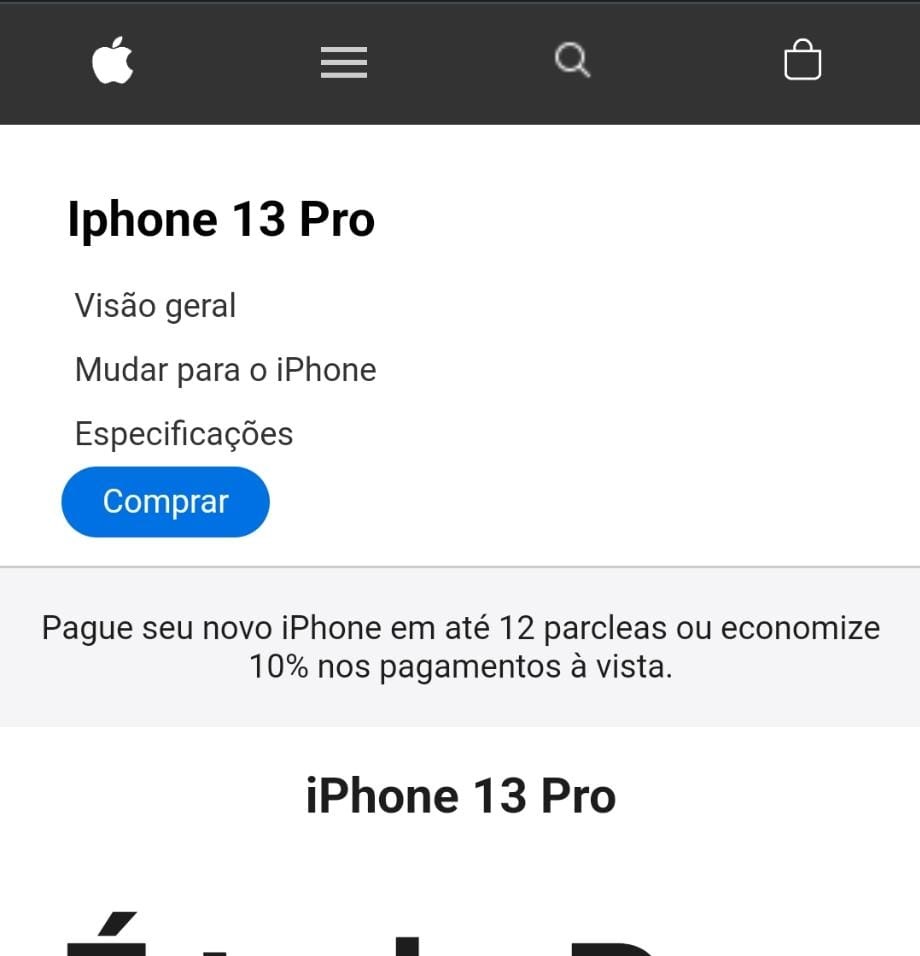 Iphone 13 Pro
Visão geral
Mudar para o iPhone
Especificações
Comprar
Pague seu novo iPhone em até 12 parcleas ou economize
10% nos pagamentos à vista.
iPhone 13 Pro